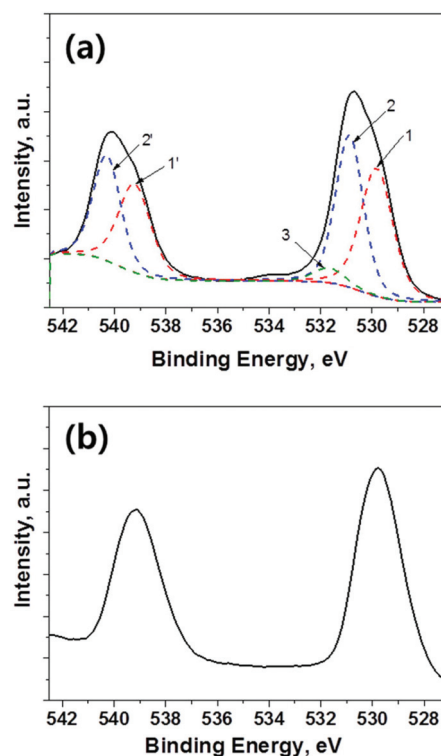 (a)
2
2'
1
1'
3
Intensity, a.u.
542 540 538 536 534 532 530 528
Binding Energy, eV
(b)
Intensity, a.u.
542 540 538 536 534 532 530 528
Binding Energy, eV